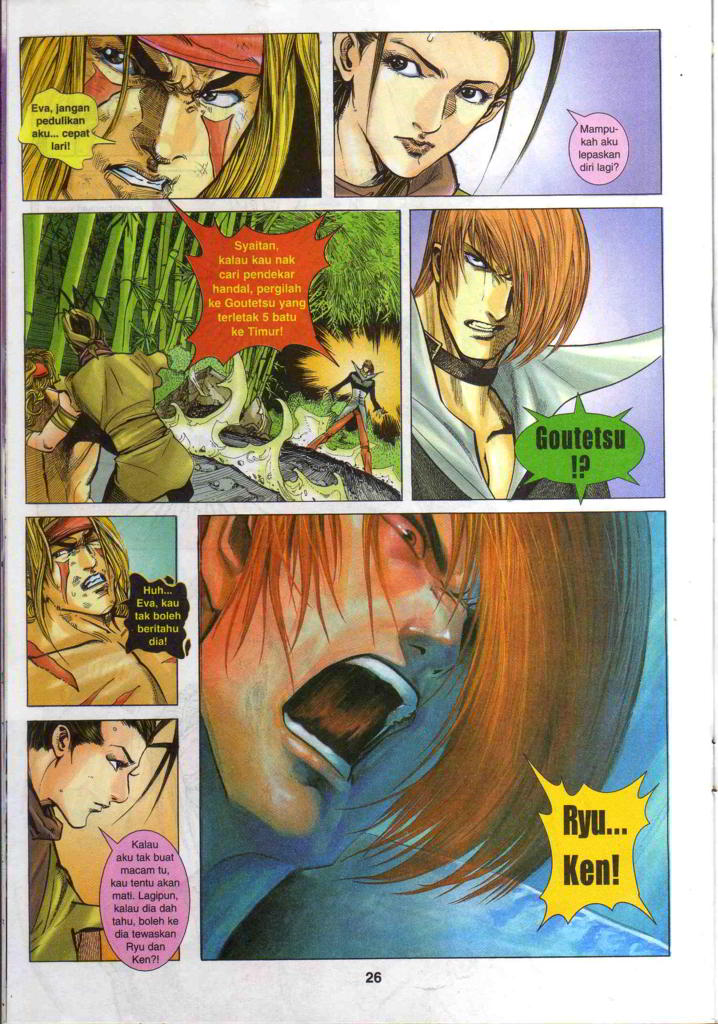 Eva, jangan
pedulikan
aku... cepat
lari!
Mampu-
kah aku
lepaskan
diri lagi?
Syaitan,
kalau kau nak
cari pendekar
handal, pergilah
ke Goutetsu yang
terletak 5 batu
ke Timur!
Goutetsu
!?
Huh...
Eva, kau
tak boleh
beritahu
dia!
Kalau
aku tak buat
macam tu,
kau tentu akan
mati. Lagipun,
kalau dia dah
tahu, boleh ke
dia tewaskan
Ryu dan
Ken?!
Ryu...
Ken!
26